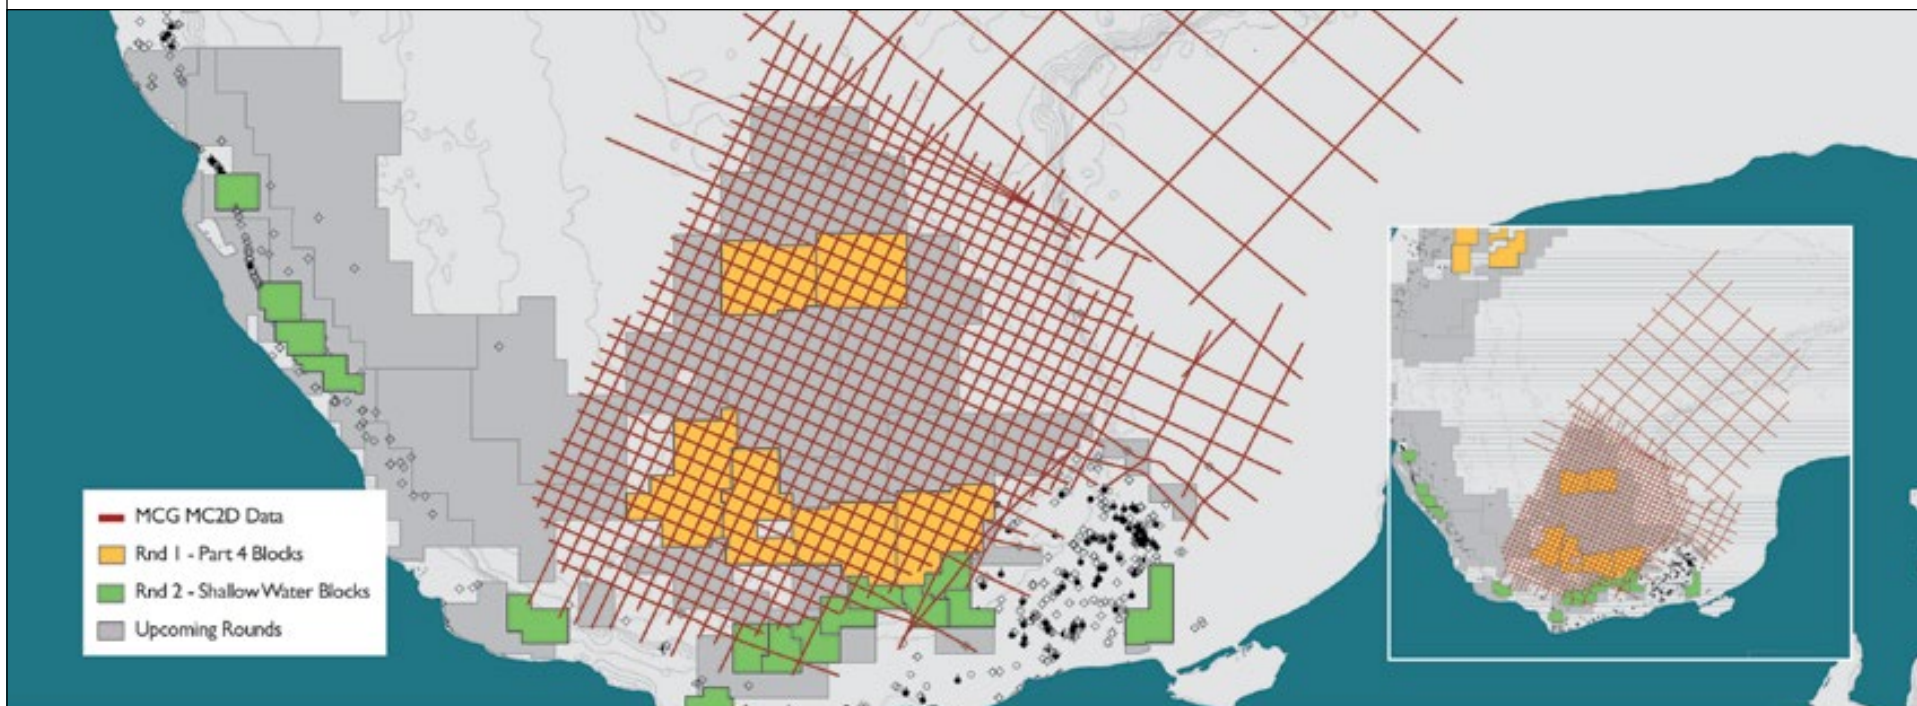 MCG MC2D Data
Rnd 1 - Part 4 Blocks
Rnd 2 - Shallow Water Blocks
Upcoming Rounds